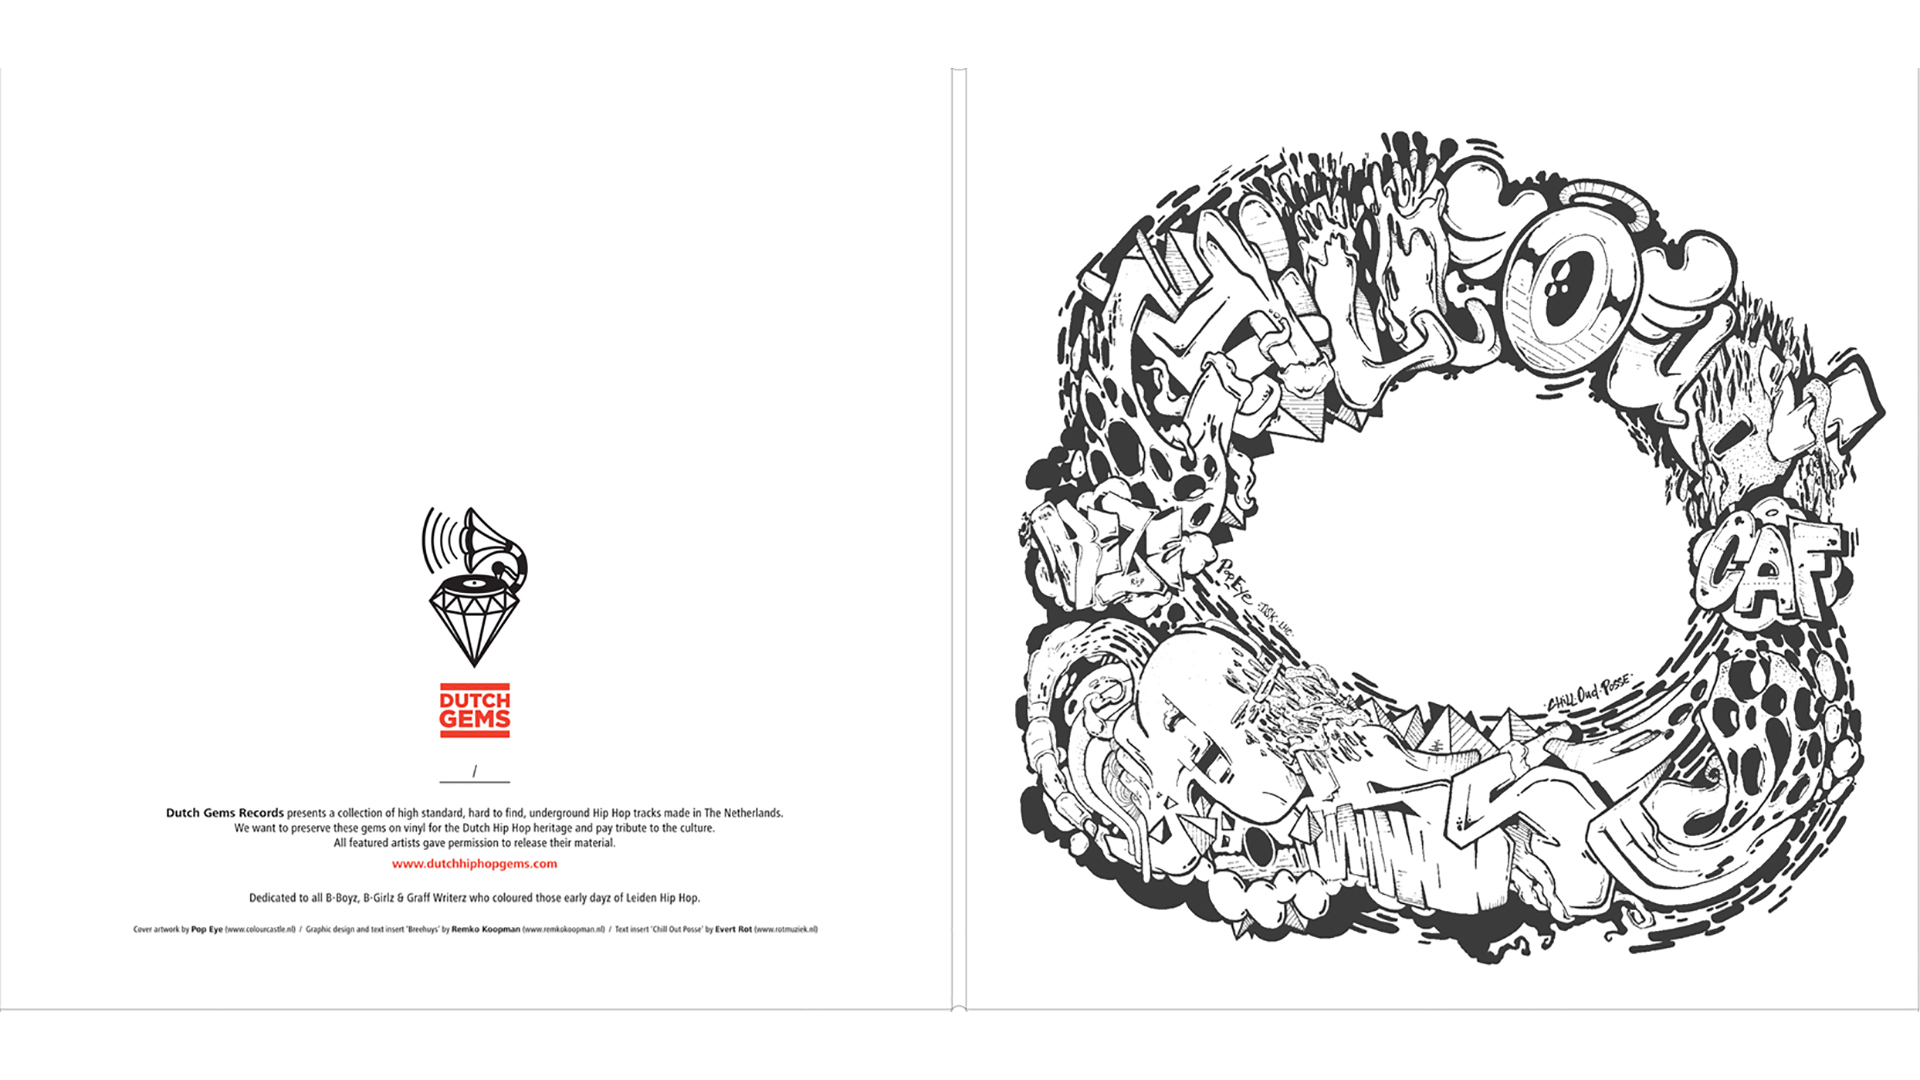 DUTCH
GEMS
/
Dutch Gems Records presents a collection of high standard, hard to find, underground Hip Hop tracks made in The Netherlands.
We want to preserve these gems on vinyl for the Dutch Hip Hop heritage and pay tribute to the culture.
All featured artists gave permission to release their material.
www.dutchhiphopgems.com
Dedicated to all B-Boyz, B-Girlz & Graff Writerz who coloured those early dayz of Leiden Hip Hop.
Cover artwork by Pop Eye (www.colourcastle.nl) / Graphic design and text insert 'Breehuys' by Remko Koopman (www.remkokoopman.nl) / Text insert 'Chill Out Posse' by Evert Rot (www.rotmuziek.nl)
CAF
PopEye
CHILL Oud. POSSE